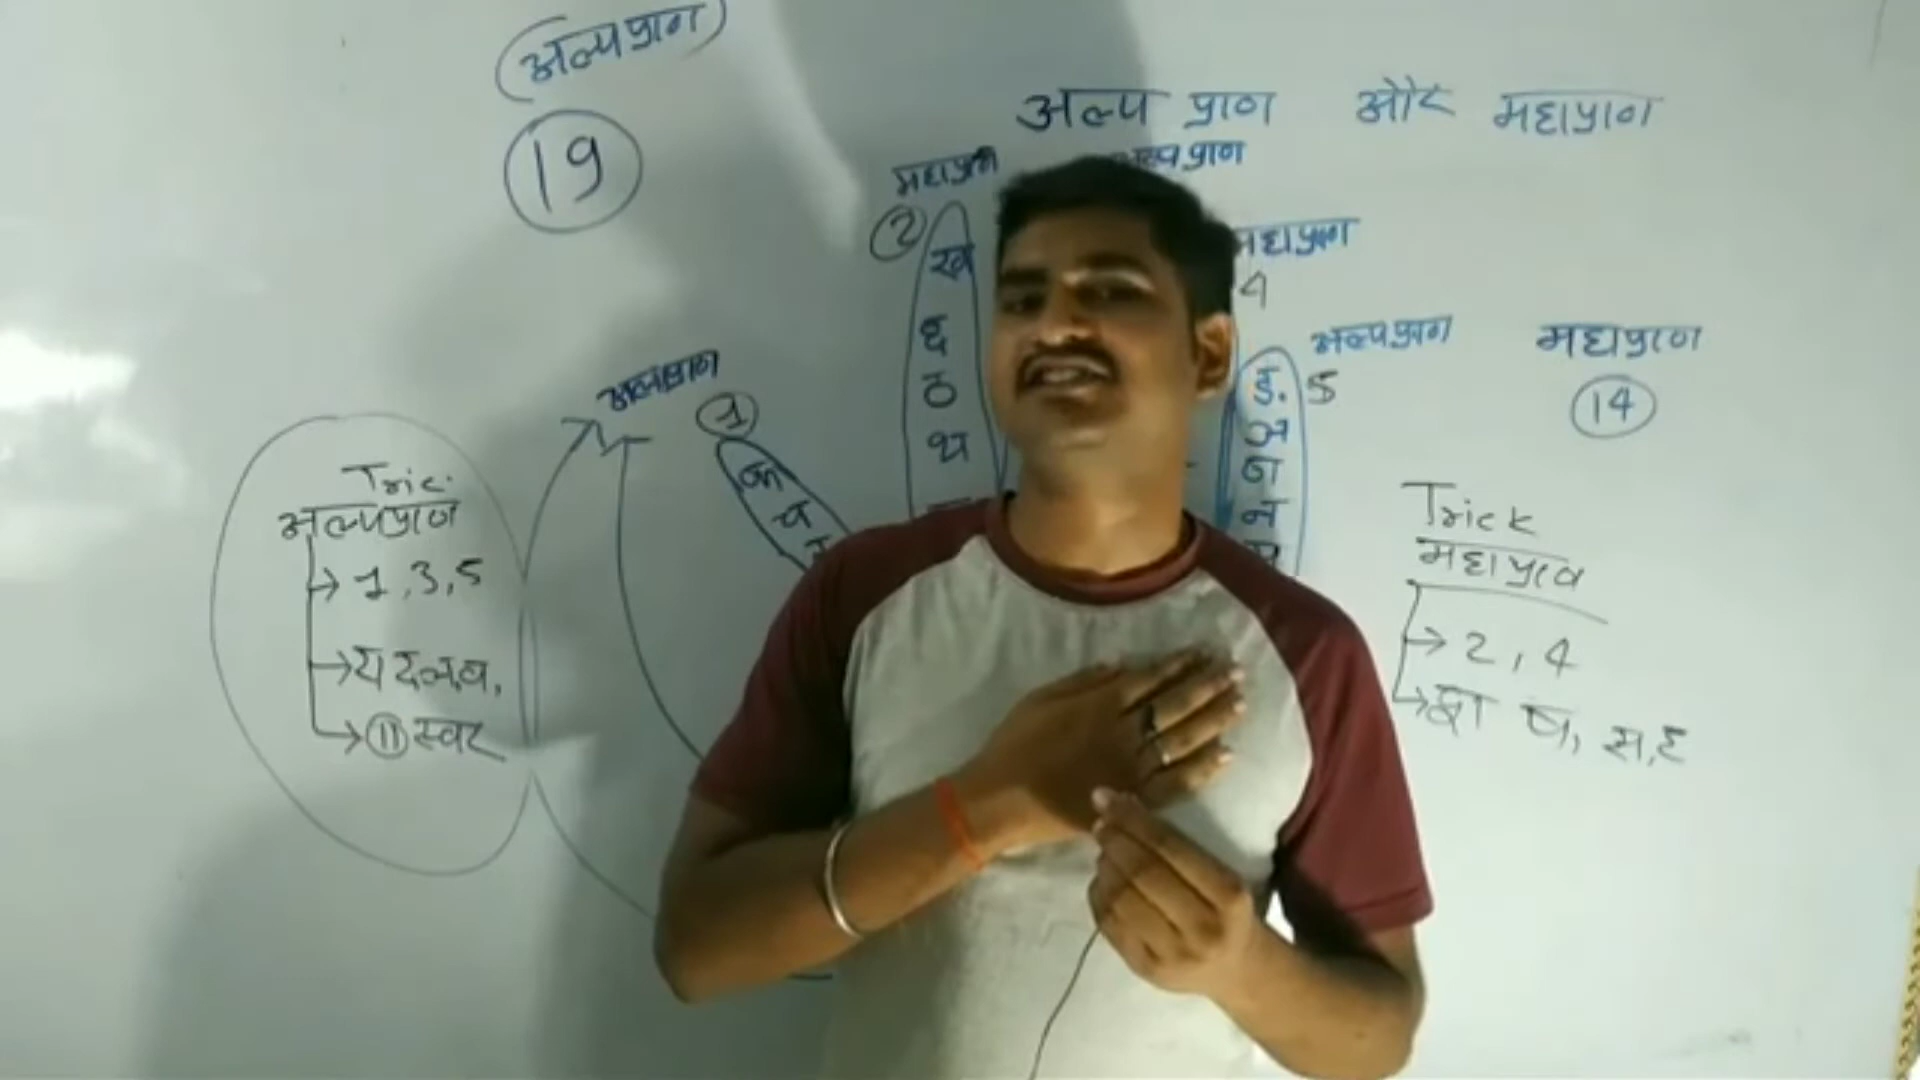 (अल्पप्राण)
19
अल्प प्राण और महाप्राण
महाप्राण
अल्पप्राण
2
महाप्राण
4
ख
छ
ठ
थ
अल्पप्राण
5
ङ
ञ
ण
न
म
महाप्राण
14
अल्पप्राण
1
क
च
Tric.
अल्पप्राण
→ 1, 3, 5
→ य र ल व,
→ 11 स्वर
Trick
महाप्राण
→ 2, 4
→ श ष, स, ह